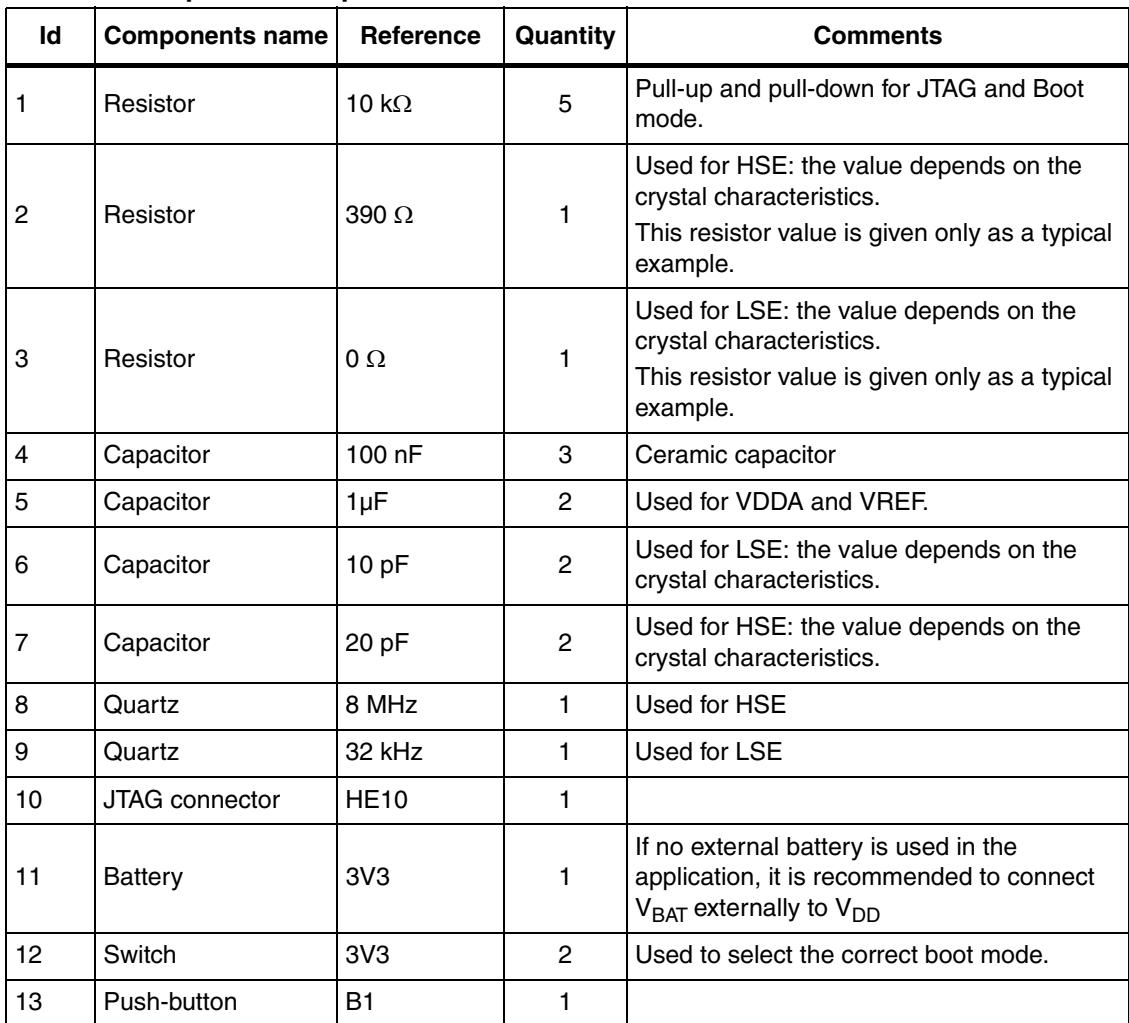 Id Components name Reference Quantity Comments
1 Resistor 10 kΩ 5 Pull-up and pull-down for JTAG and Boot
mode.
2 Resistor 390 Ω 1 Used for HSE: the value depends on the
crystal characteristics.
This resistor value is given only as a typical
example.
3 Resistor 0 Ω 1 Used for LSE: the value depends on the
crystal characteristics.
This resistor value is given only as a typical
example.
4 Capacitor 100 nF 3 Ceramic capacitor
5 Capacitor 1µF 2 Used for VDDA and VREF.
6 Capacitor 10 pF 2 Used for LSE: the value depends on the
crystal characteristics.
7 Capacitor 20 pF 2 Used for HSE: the value depends on the
crystal characteristics.
8 Quartz 8 MHz 1 Used for HSE
9 Quartz 32 kHz 1 Used for LSE
10 JTAG connector HE10 1
11 Battery 3V3 1 If no external battery is used in the
application, it is recommended to connect
VBAT externally to VDD
12 Switch 3V3 2 Used to select the correct boot mode.
13 Push-button B1 1